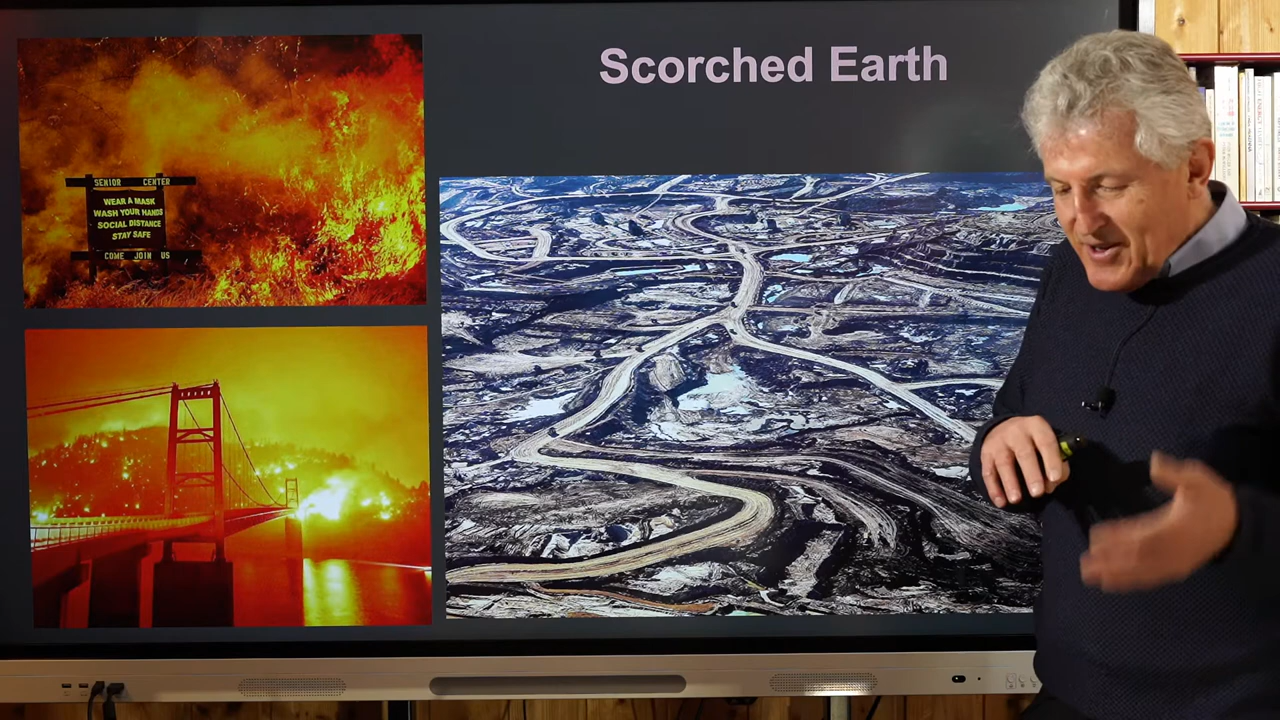 Scorched Earth
SENIOR CENTER
WEAR A MASK
WASH YOUR HANDS
SOCIAL DISTANCE
STAY SAFE
COME JOIN US